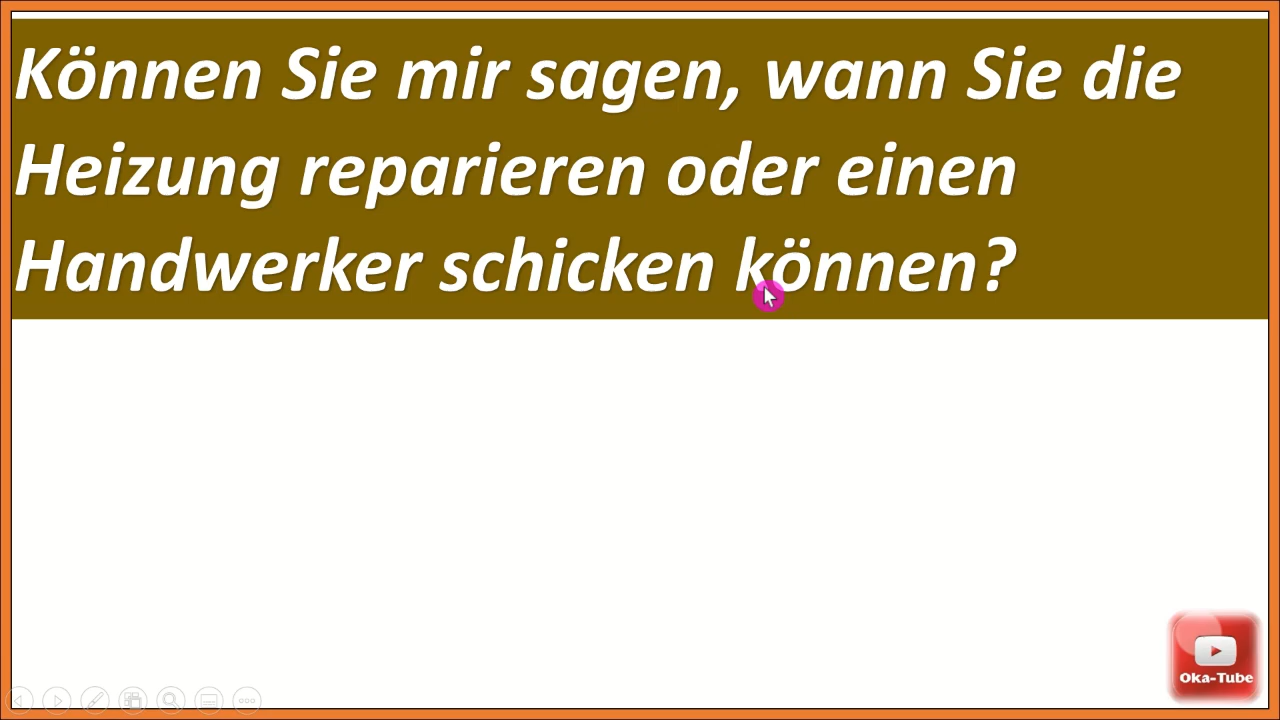 Können Sie mir sagen, wann Sie die
Heizung reparieren oder einen
Handwerker schicken können?
Oka-Tube